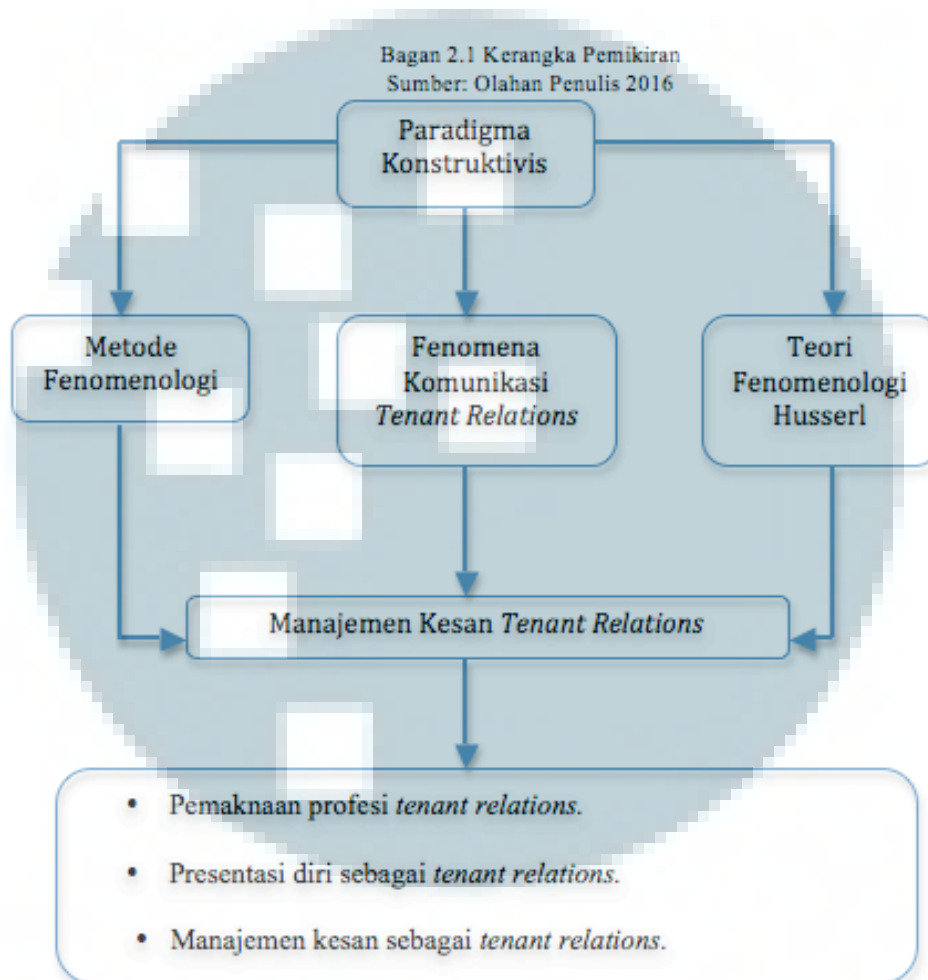 Bagan 2.1 Kerangka Pemikiran
Sumber: Olahan Penulis 2016
Paradigma
Konstruktivis
Metode
Fenomenologi
Fenomena
Komunikasi
Tenant Relations
Teori
Fenomenologi
Husserl
Manajemen Kesan Tenant Relations
• Pemaknaan profesi tenant relations.
• Presentasi diri sebagai tenant relations.
• Manajemen kesan sebagai tenant relations.